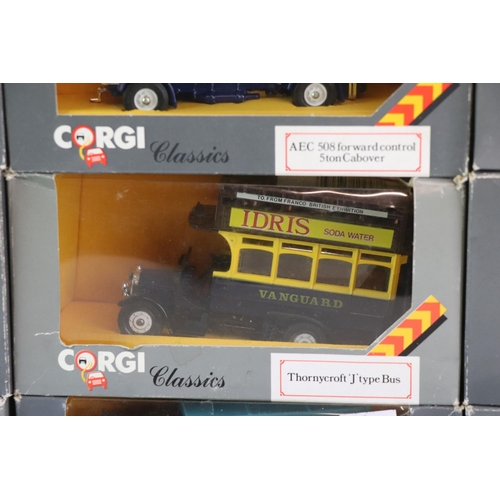 CORGI
Classics
AEC 508 forward control
5ton Cabover
TO, FROM FRANCO, BRITISH EXHIBITION
IDRIS SODA WATER
VANGUARD
CORGI
Classics
Thornycroft 'J' type Bus